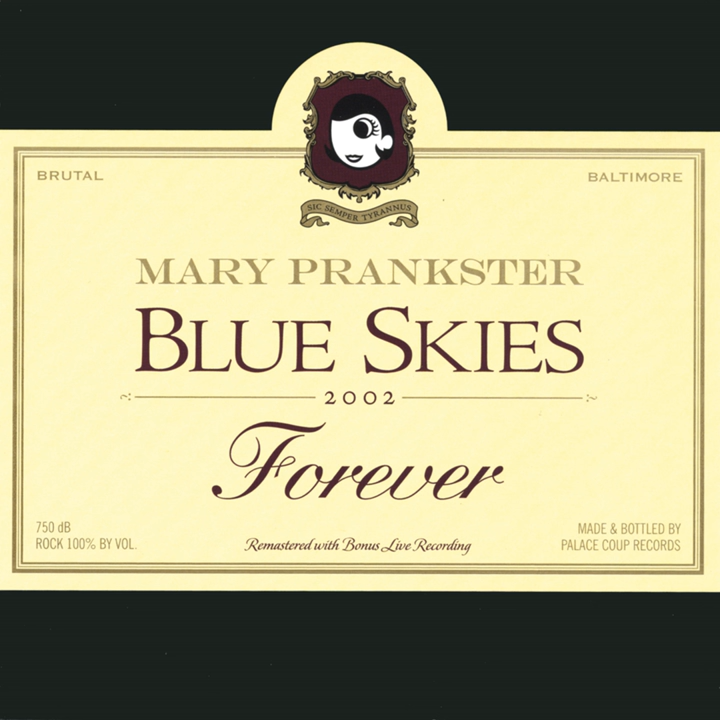 SIC SEMPER TYRANNUS
BRUTAL
BALTIMORE
MARY PRANKSTER
BLUE SKIES
2002
Forever
750 dB
ROCK 100% BY VOL.
Remastered with Bonus Live Recording
MADE & BOTTLED BY
PALACE COUP RECORDS